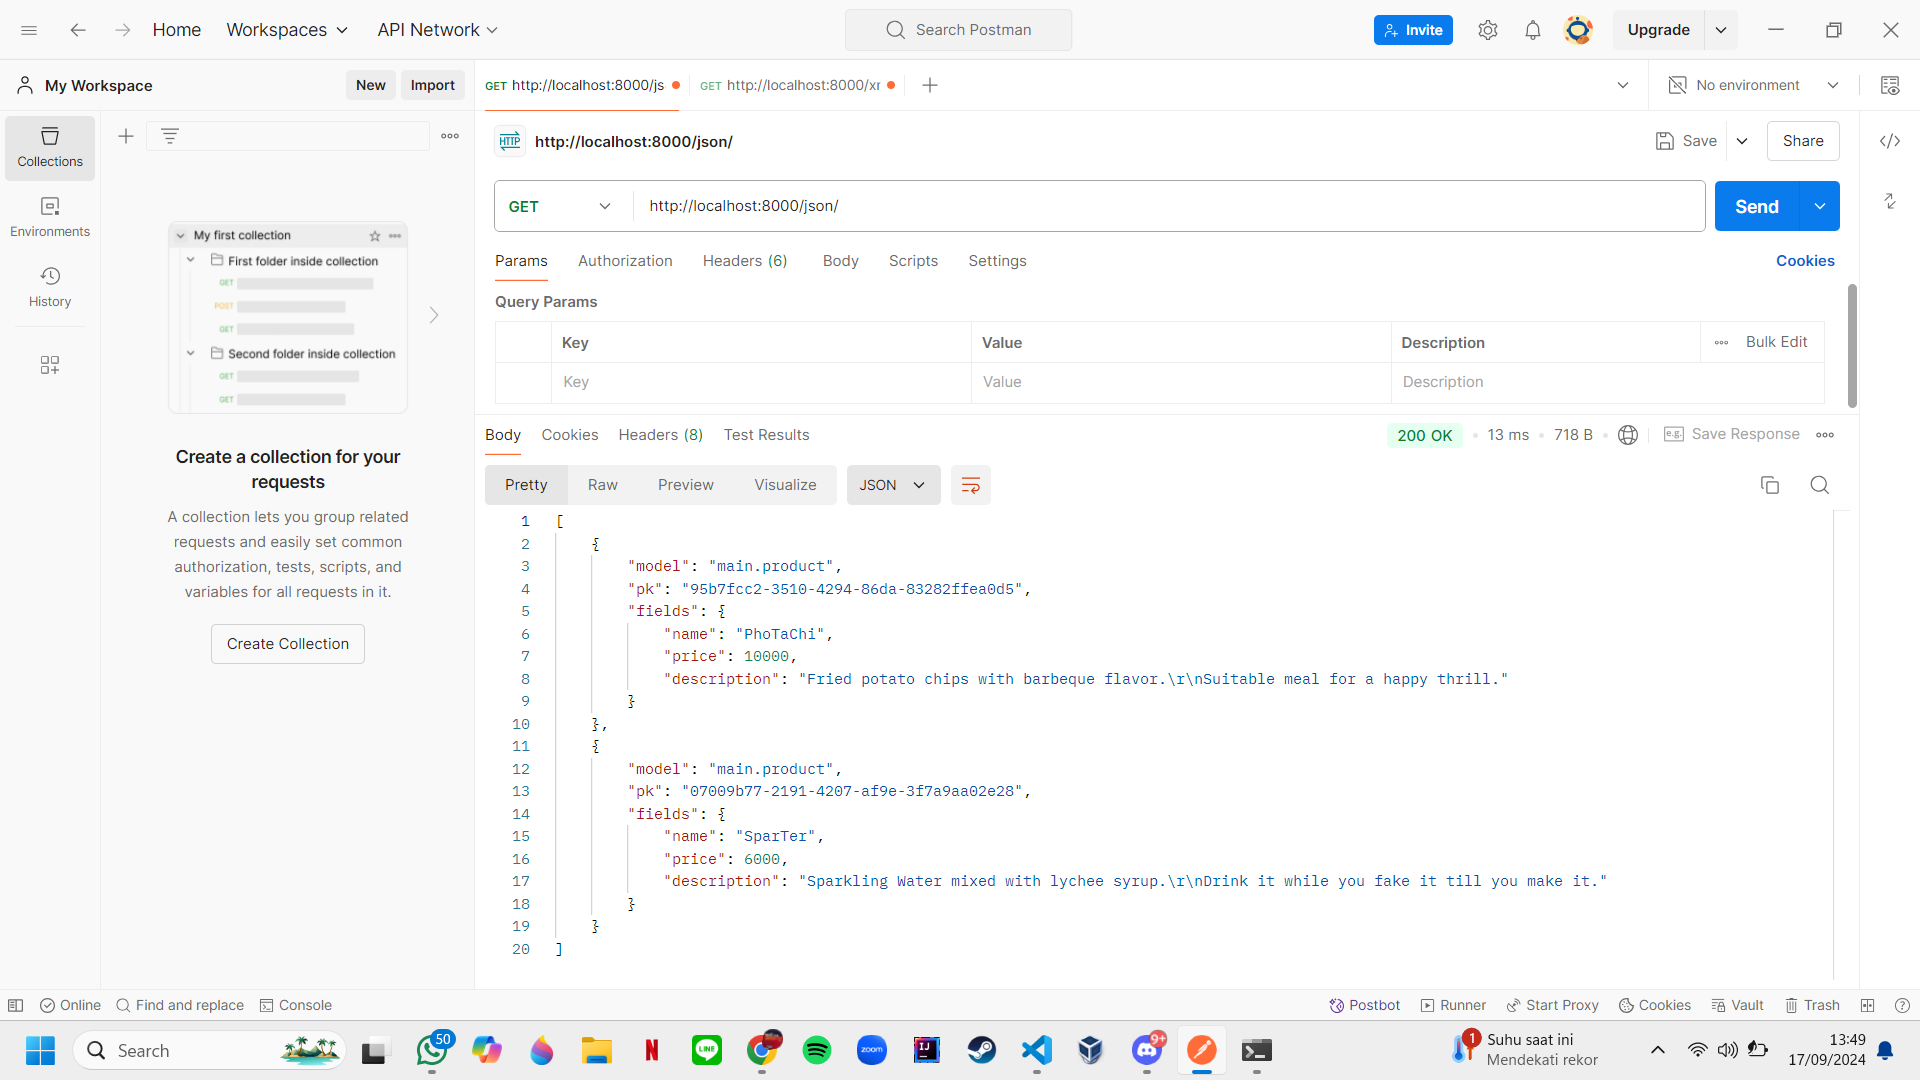 Home
Workspaces
API Network
Search Postman
Invite
Upgrade
My Workspace
New
Import
GET http://localhost:8000/js
GET http://localhost:8000/xr
No environment
Collections
Environments
History
My first collection
First folder inside collection
GET
POST
GET
Second folder inside collection
GET
GET
Create a collection for your
requests
A collection lets you group related
requests and easily set common
authorization, tests, scripts, and
variables for all requests in it.
Create Collection
HTTP
http://localhost:8000/json/
Save
Share
GET
http://localhost:8000/json/
Send
Params
Authorization
Headers (6)
Body
Scripts
Settings
Cookies
Query Params
Key
Value
Description
Bulk Edit
Key
Value
Description
Body
Cookies
Headers (8)
Test Results
200 OK
13 ms
718 B
e.g.
Save Response
Pretty
Raw
Preview
Visualize
JSON
1 [
2 {
3 "model": "main.product",
4 "pk": "95b7fcc2-3510-4294-86da-83282ffea0d5",
5 "fields": {
6 "name": "PhoTaChi",
7 "price": 10000,
8 "description": "Fried potato chips with barbeque flavor.\r\nSuitable meal for a happy thrill."
9 }
10 },
11 {
12 "model": "main.product",
13 "pk": "07009b77-2191-4207-af9e-3f7a9aa02e28",
14 "fields": {
15 "name": "SparTer",
16 "price": 6000,
17 "description": "Sparkling Water mixed with lychee syrup.\r\nDrink it while you fake it till you make it."
18 }
19 }
20 ]
Online
Find and replace
Console
Postbot
Runner
Start Proxy
Cookies
Vault
Trash
Search
50
N
LINE
zoom
IJ
9+
1
Suhu saat ini
Mendekati rekor
13:49
17/09/2024